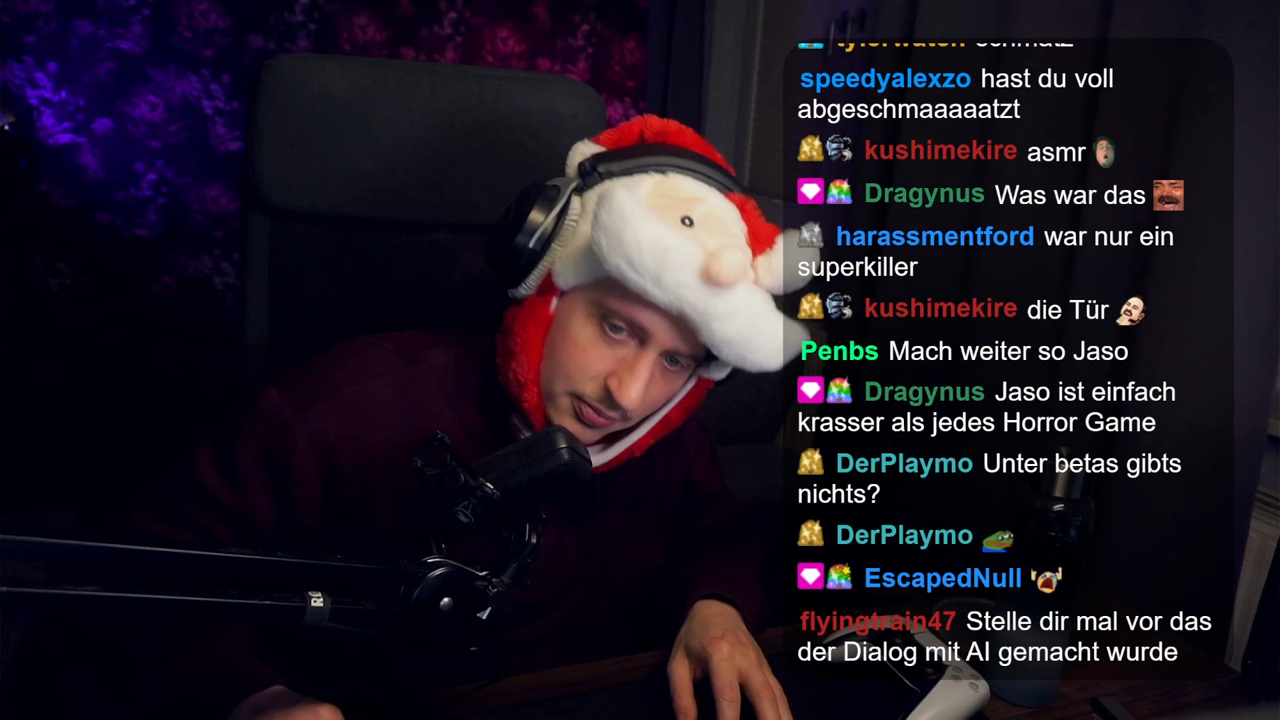 speedyalexzo hast du voll
abgeschmaaaaatzt
kushimekire asmr
Dragynus Was war das
harassmentford war nur ein
superkiller
kushimekire die Tür
Penbs Mach weiter so Jaso
Dragynus Jaso ist einfach
krasser als jedes Horror Game
DerPlaymo Unter betas gibts
nichts?
DerPlaymo
EscapedNull
flyingtrain47 Stelle dir mal vor das
der Dialog mit AI gemacht wurde